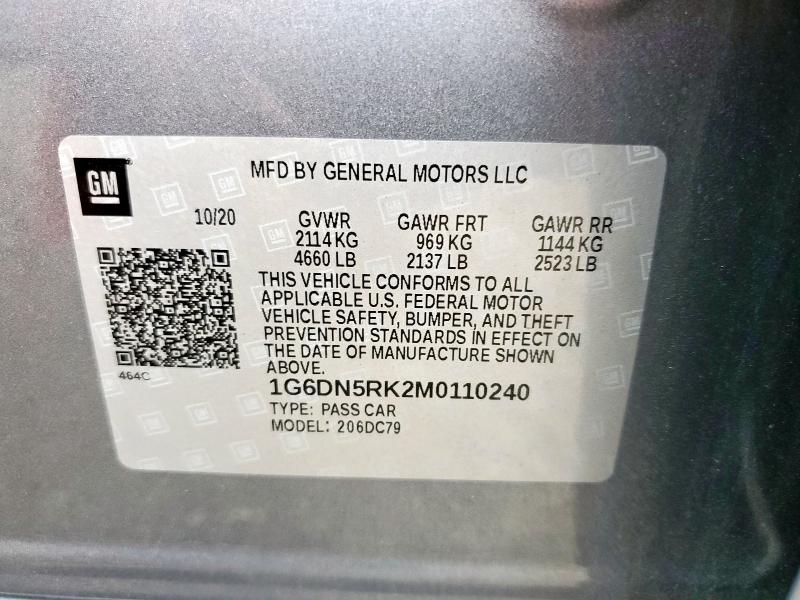 GM
MFD BY GENERAL MOTORS LLC
10/20 GVWR GAWR FRT GAWR RR
2114 KG 969 KG 1144 KG
4660 LB 2137 LB 2523 LB
THIS VEHICLE CONFORMS TO ALL
APPLICABLE U.S. FEDERAL MOTOR
VEHICLE SAFETY, BUMPER, AND THEFT
PREVENTION STANDARDS IN EFFECT ON
THE DATE OF MANUFACTURE SHOWN
ABOVE.
464C
1G6DN5RK2M0110240
TYPE: PASS CAR
MODEL: 206DC79